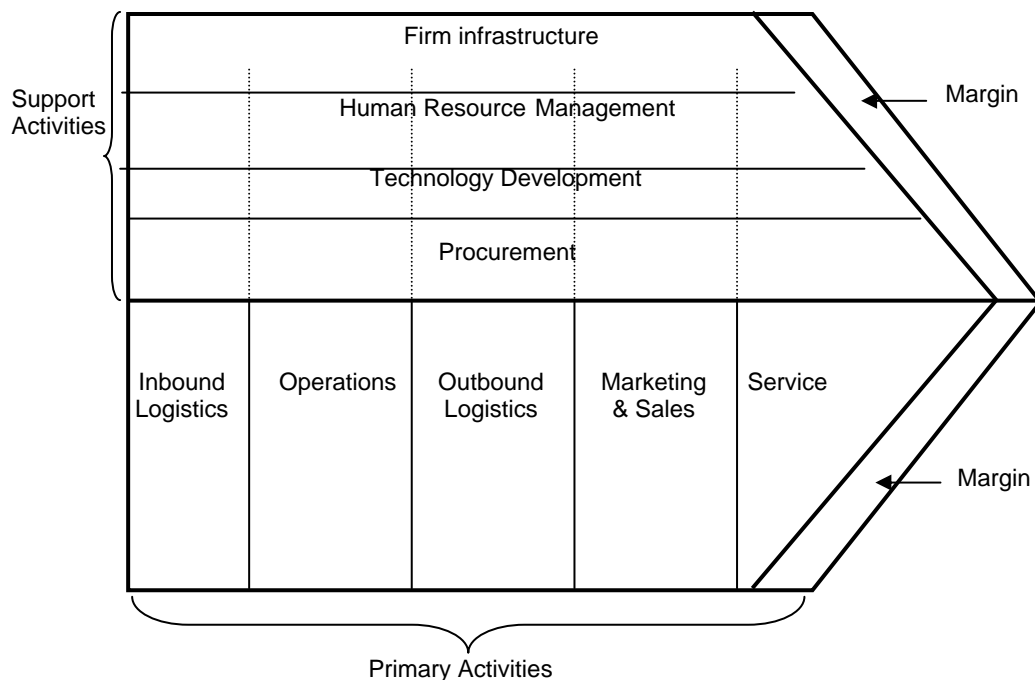 Firm infrastructure
Support
Activities
Margin
Human Resource Management
Technology Development
Procurement
Inbound
Logistics
Operations
Outbound
Logistics
Marketing
& Sales
Service
Margin
Primary Activities